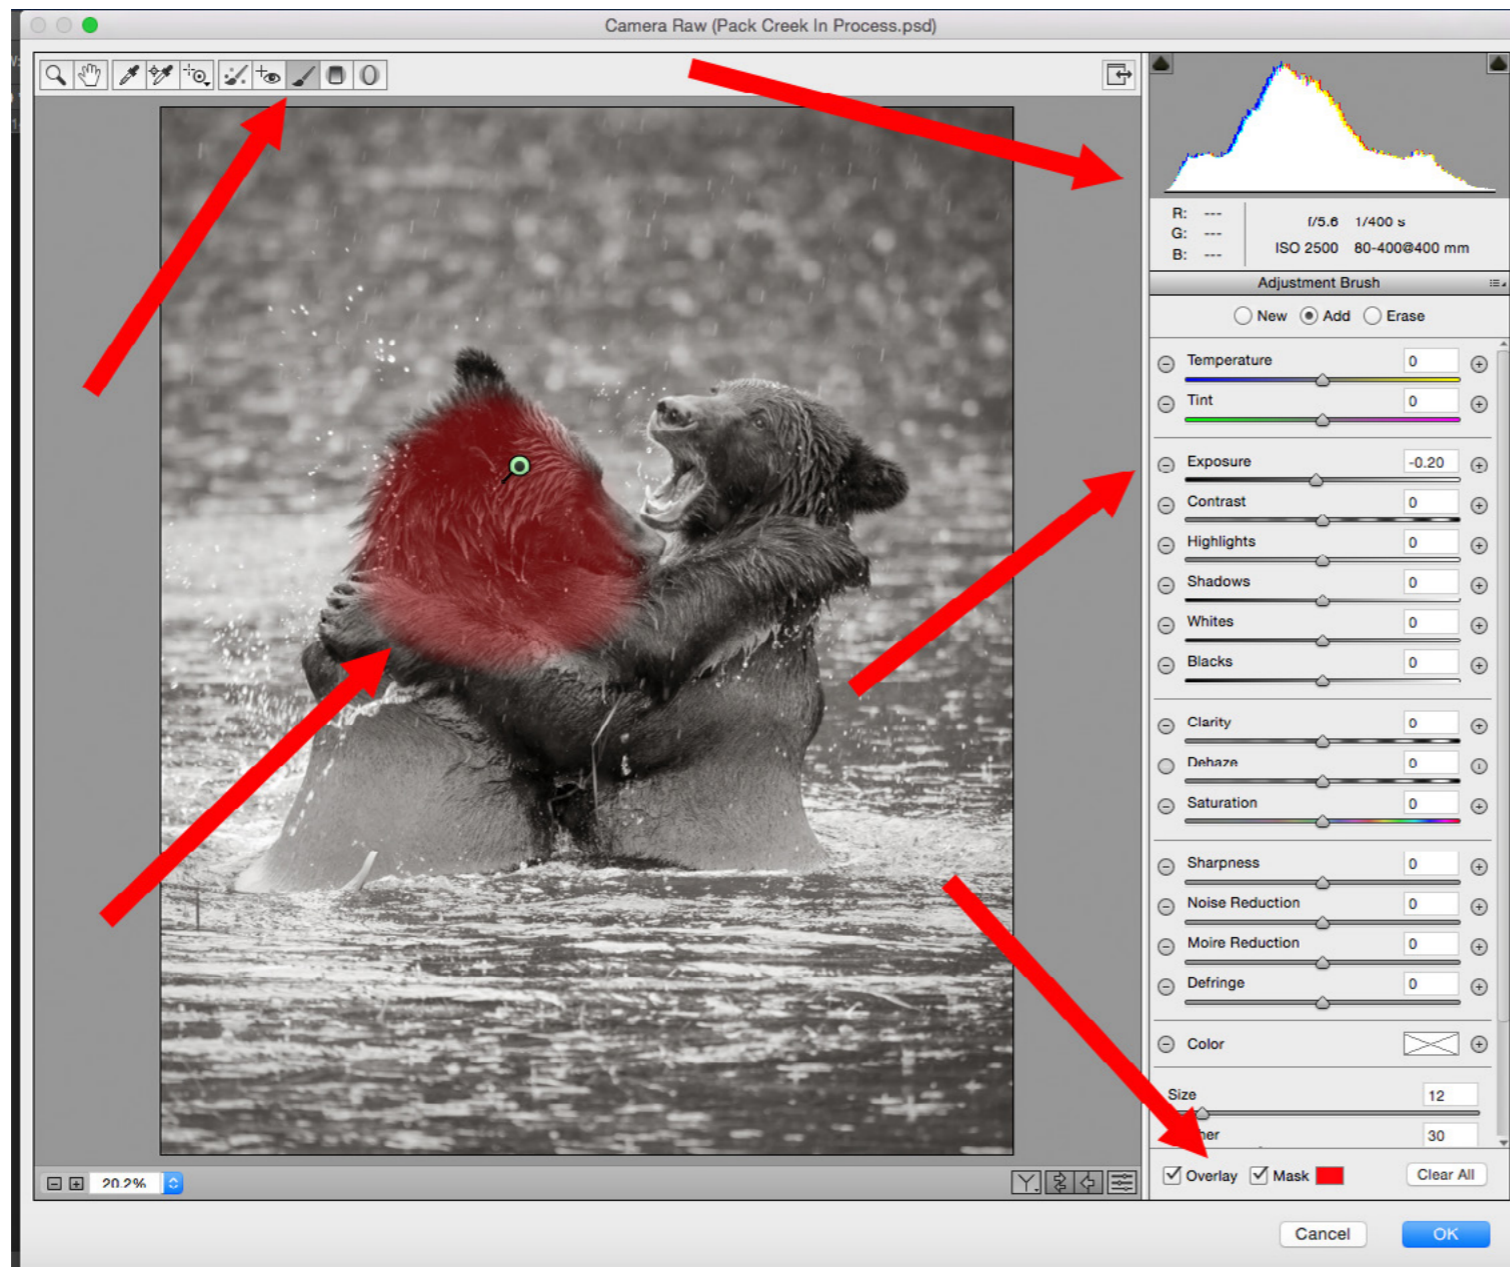 Camera Raw (Pack Creek In Process.psd)
R: ---
G: ---
B: ---
f/5.6 1/400 s
ISO 2500 80-400@400 mm
Adjustment Brush
New Add Erase
Temperature 0
Tint 0
Exposure -0.20
Contrast 0
Highlights 0
Shadows 0
Whites 0
Blacks 0
Clarity 0
Dehaze 0
Saturation 0
Sharpness 0
Noise Reduction 0
Moire Reduction 0
Defringe 0
Color
Size 12
30
20.2%
Y
Overlay Mask Clear All
Cancel OK